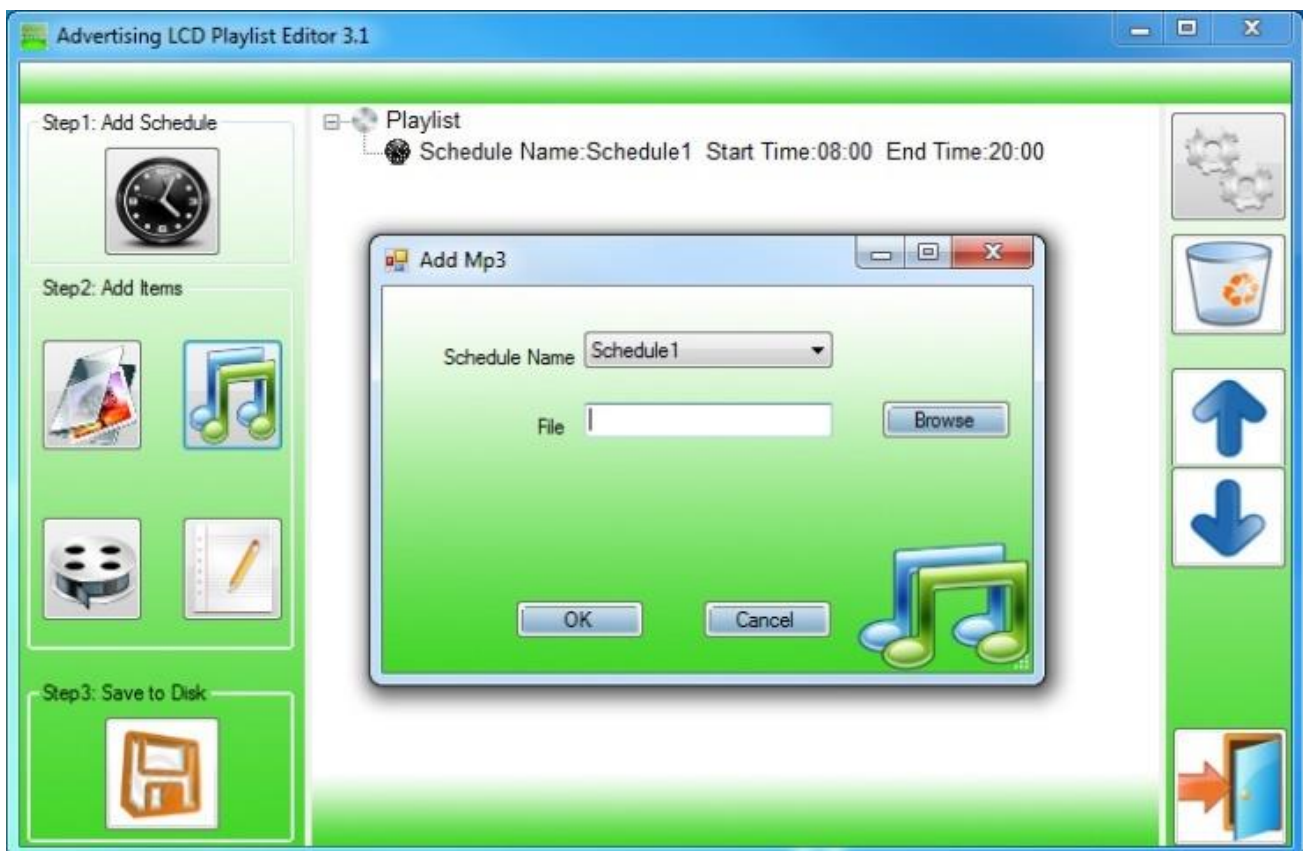 Advertising LCD Playlist Editor 3.1
Step1: Add Schedule
Playlist
Schedule Name:Schedule1 Start Time:08:00 End Time:20:00
Add Mp3
Step2: Add Items
Schedule Name Schedule1
File
Browse
OK
Cancel
Step3: Save to Disk